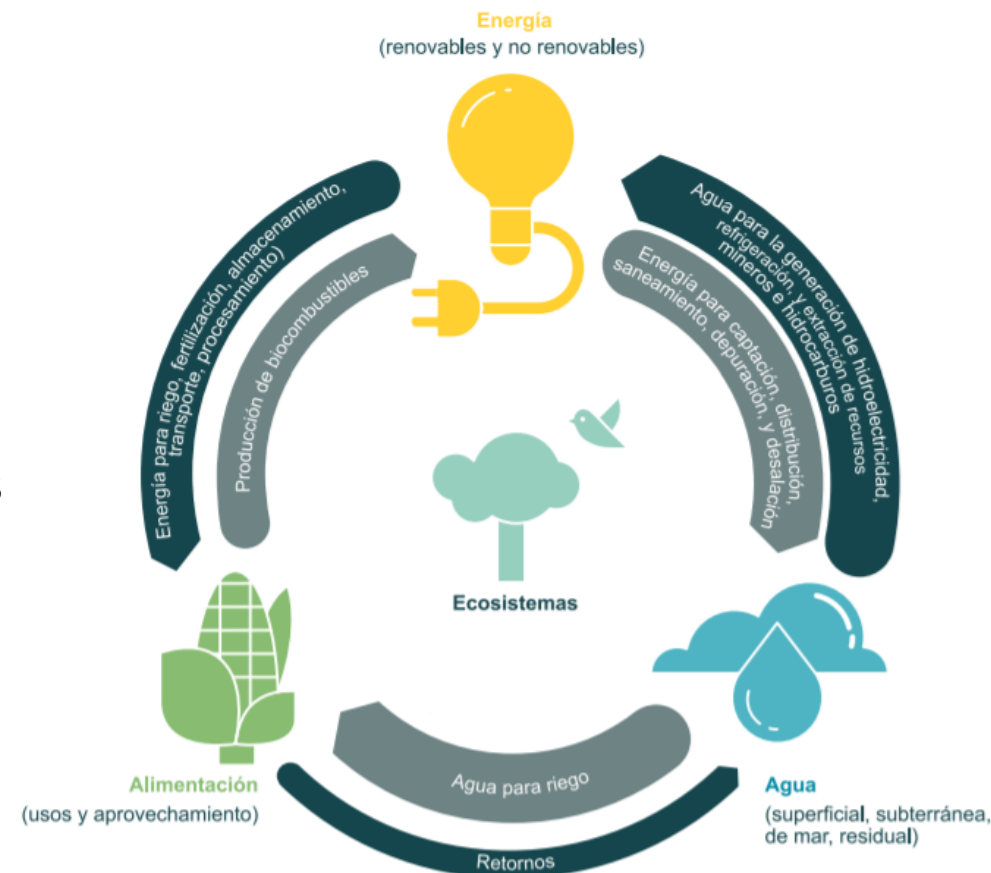 Energía
(renovables y no renovables)
Energía para riego, fertilización, almacenamiento,
transporte, procesamiento)
Producción de biocombustibles
Agua para la generación de hidroelectricidad,
refrigeración, y extracción de recursos
mineros e hidrocarburos
Energía para captación, distribución,
saneamiento, depuración, y desalación
Ecosistemas
Alimentación
(usos y aprovechamiento)
Agua para riego
Retornos
Agua
(superficial, subterránea,
de mar, residual)